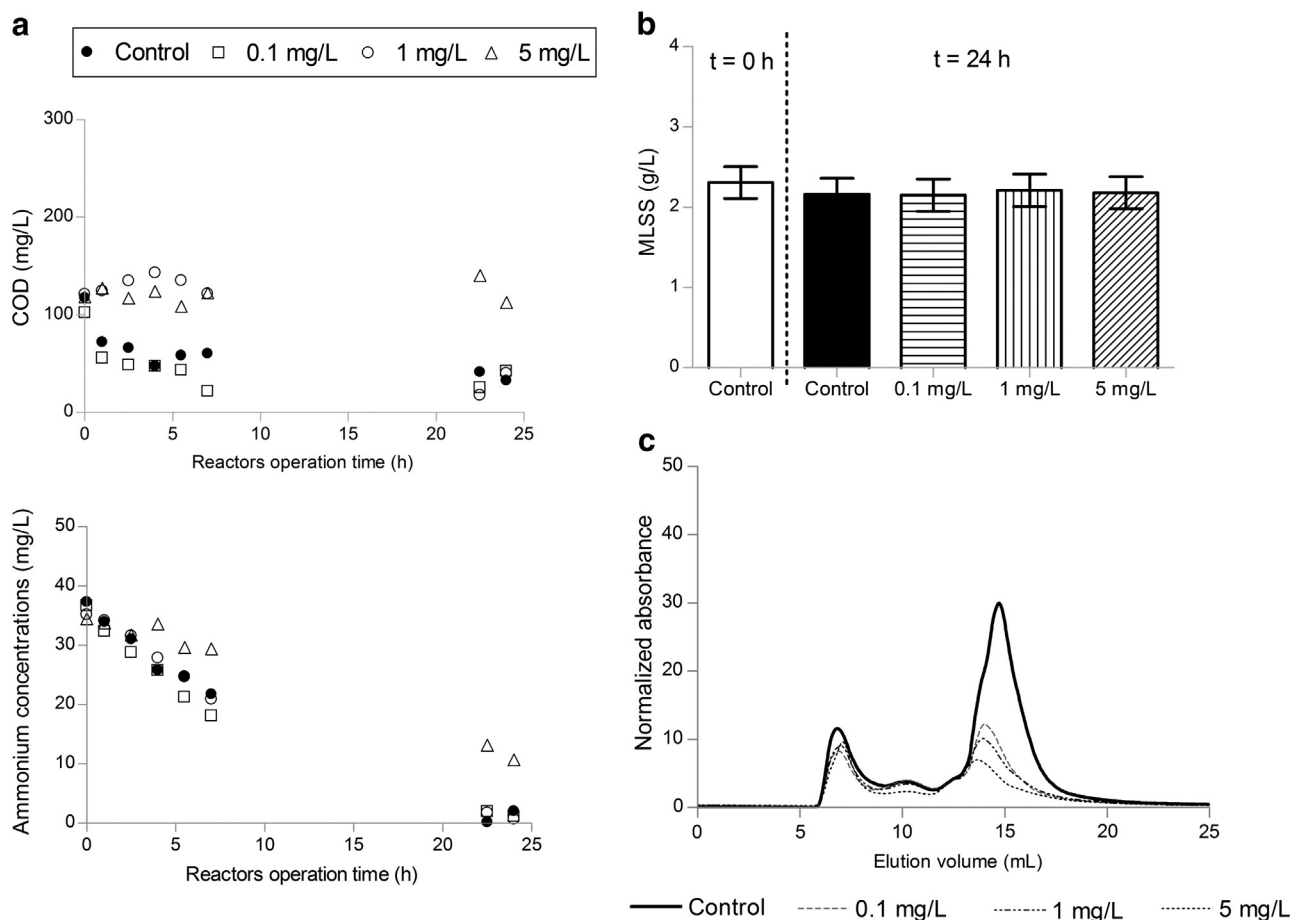 a
Control 0.1 mg/L 1 mg/L 5 mg/L
300
200
100
0
COD (mg/L)
0 5 10 15 20 25
Reactors operation time (h)
50
40
30
20
10
0
Ammonium concentrations (mg/L)
0 5 10 15 20 25
Reactors operation time (h)
b
4
3
2
1
0
MLSS (g/L)
t = 0 h t = 24 h
Control Control 0.1 mg/L 1 mg/L 5 mg/L
c
50
40
30
20
10
0
Normalized absorbance
0 5 10 15 20 25
Elution volume (mL)
Control 0.1 mg/L 1 mg/L 5 mg/L